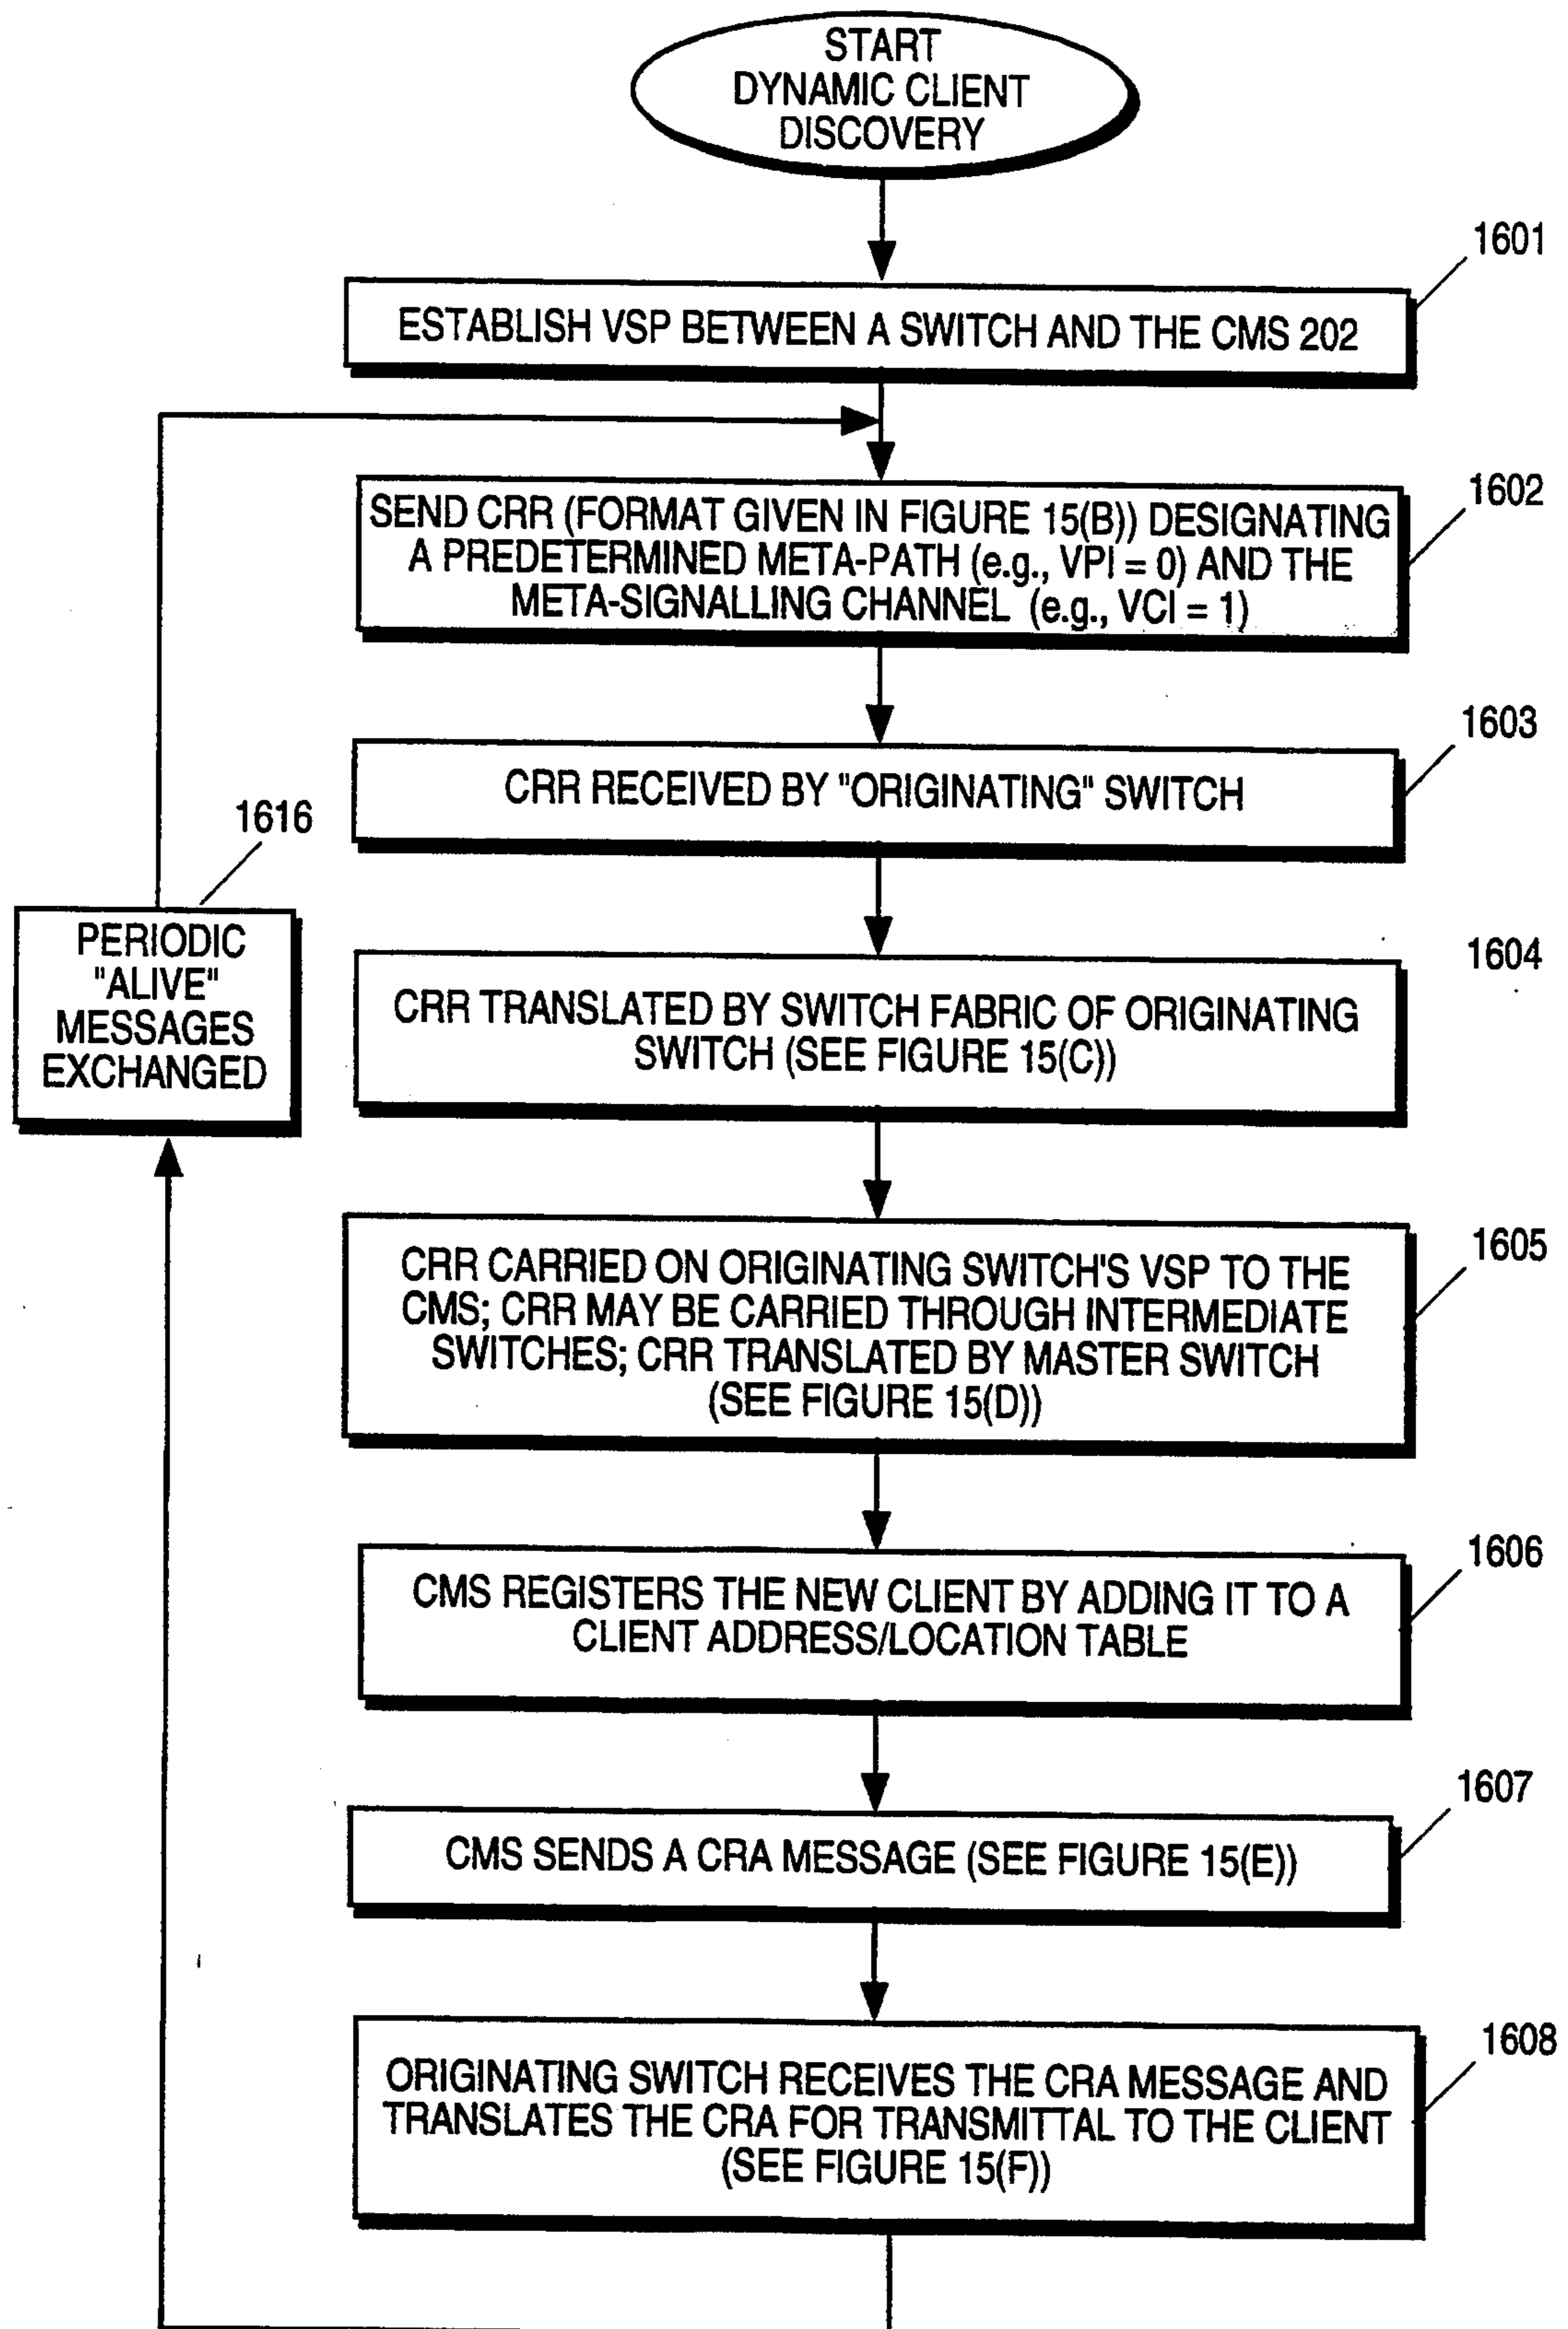 START
DYNAMIC CLIENT
DISCOVERY
1601
ESTABLISH VSP BETWEEN A SWITCH AND THE CMS 202
1602
SEND CRR (FORMAT GIVEN IN FIGURE 15(B)) DESIGNATING
A PREDETERMINED META-PATH (e.g., VPI = 0) AND THE
META-SIGNALLING CHANNEL (e.g., VCI = 1)
1603
CRR RECEIVED BY "ORIGINATING" SWITCH
1616
PERIODIC
"ALIVE"
MESSAGES
EXCHANGED
1604
CRR TRANSLATED BY SWITCH FABRIC OF ORIGINATING
SWITCH (SEE FIGURE 15(C))
1605
CRR CARRIED ON ORIGINATING SWITCH'S VSP TO THE
CMS; CRR MAY BE CARRIED THROUGH INTERMEDIATE
SWITCHES; CRR TRANSLATED BY MASTER SWITCH
(SEE FIGURE 15(D))
1606
CMS REGISTERS THE NEW CLIENT BY ADDING IT TO A
CLIENT ADDRESS/LOCATION TABLE
1607
CMS SENDS A CRA MESSAGE (SEE FIGURE 15(E))
1608
ORIGINATING SWITCH RECEIVES THE CRA MESSAGE AND
TRANSLATES THE CRA FOR TRANSMITTAL TO THE CLIENT
(SEE FIGURE 15(F))